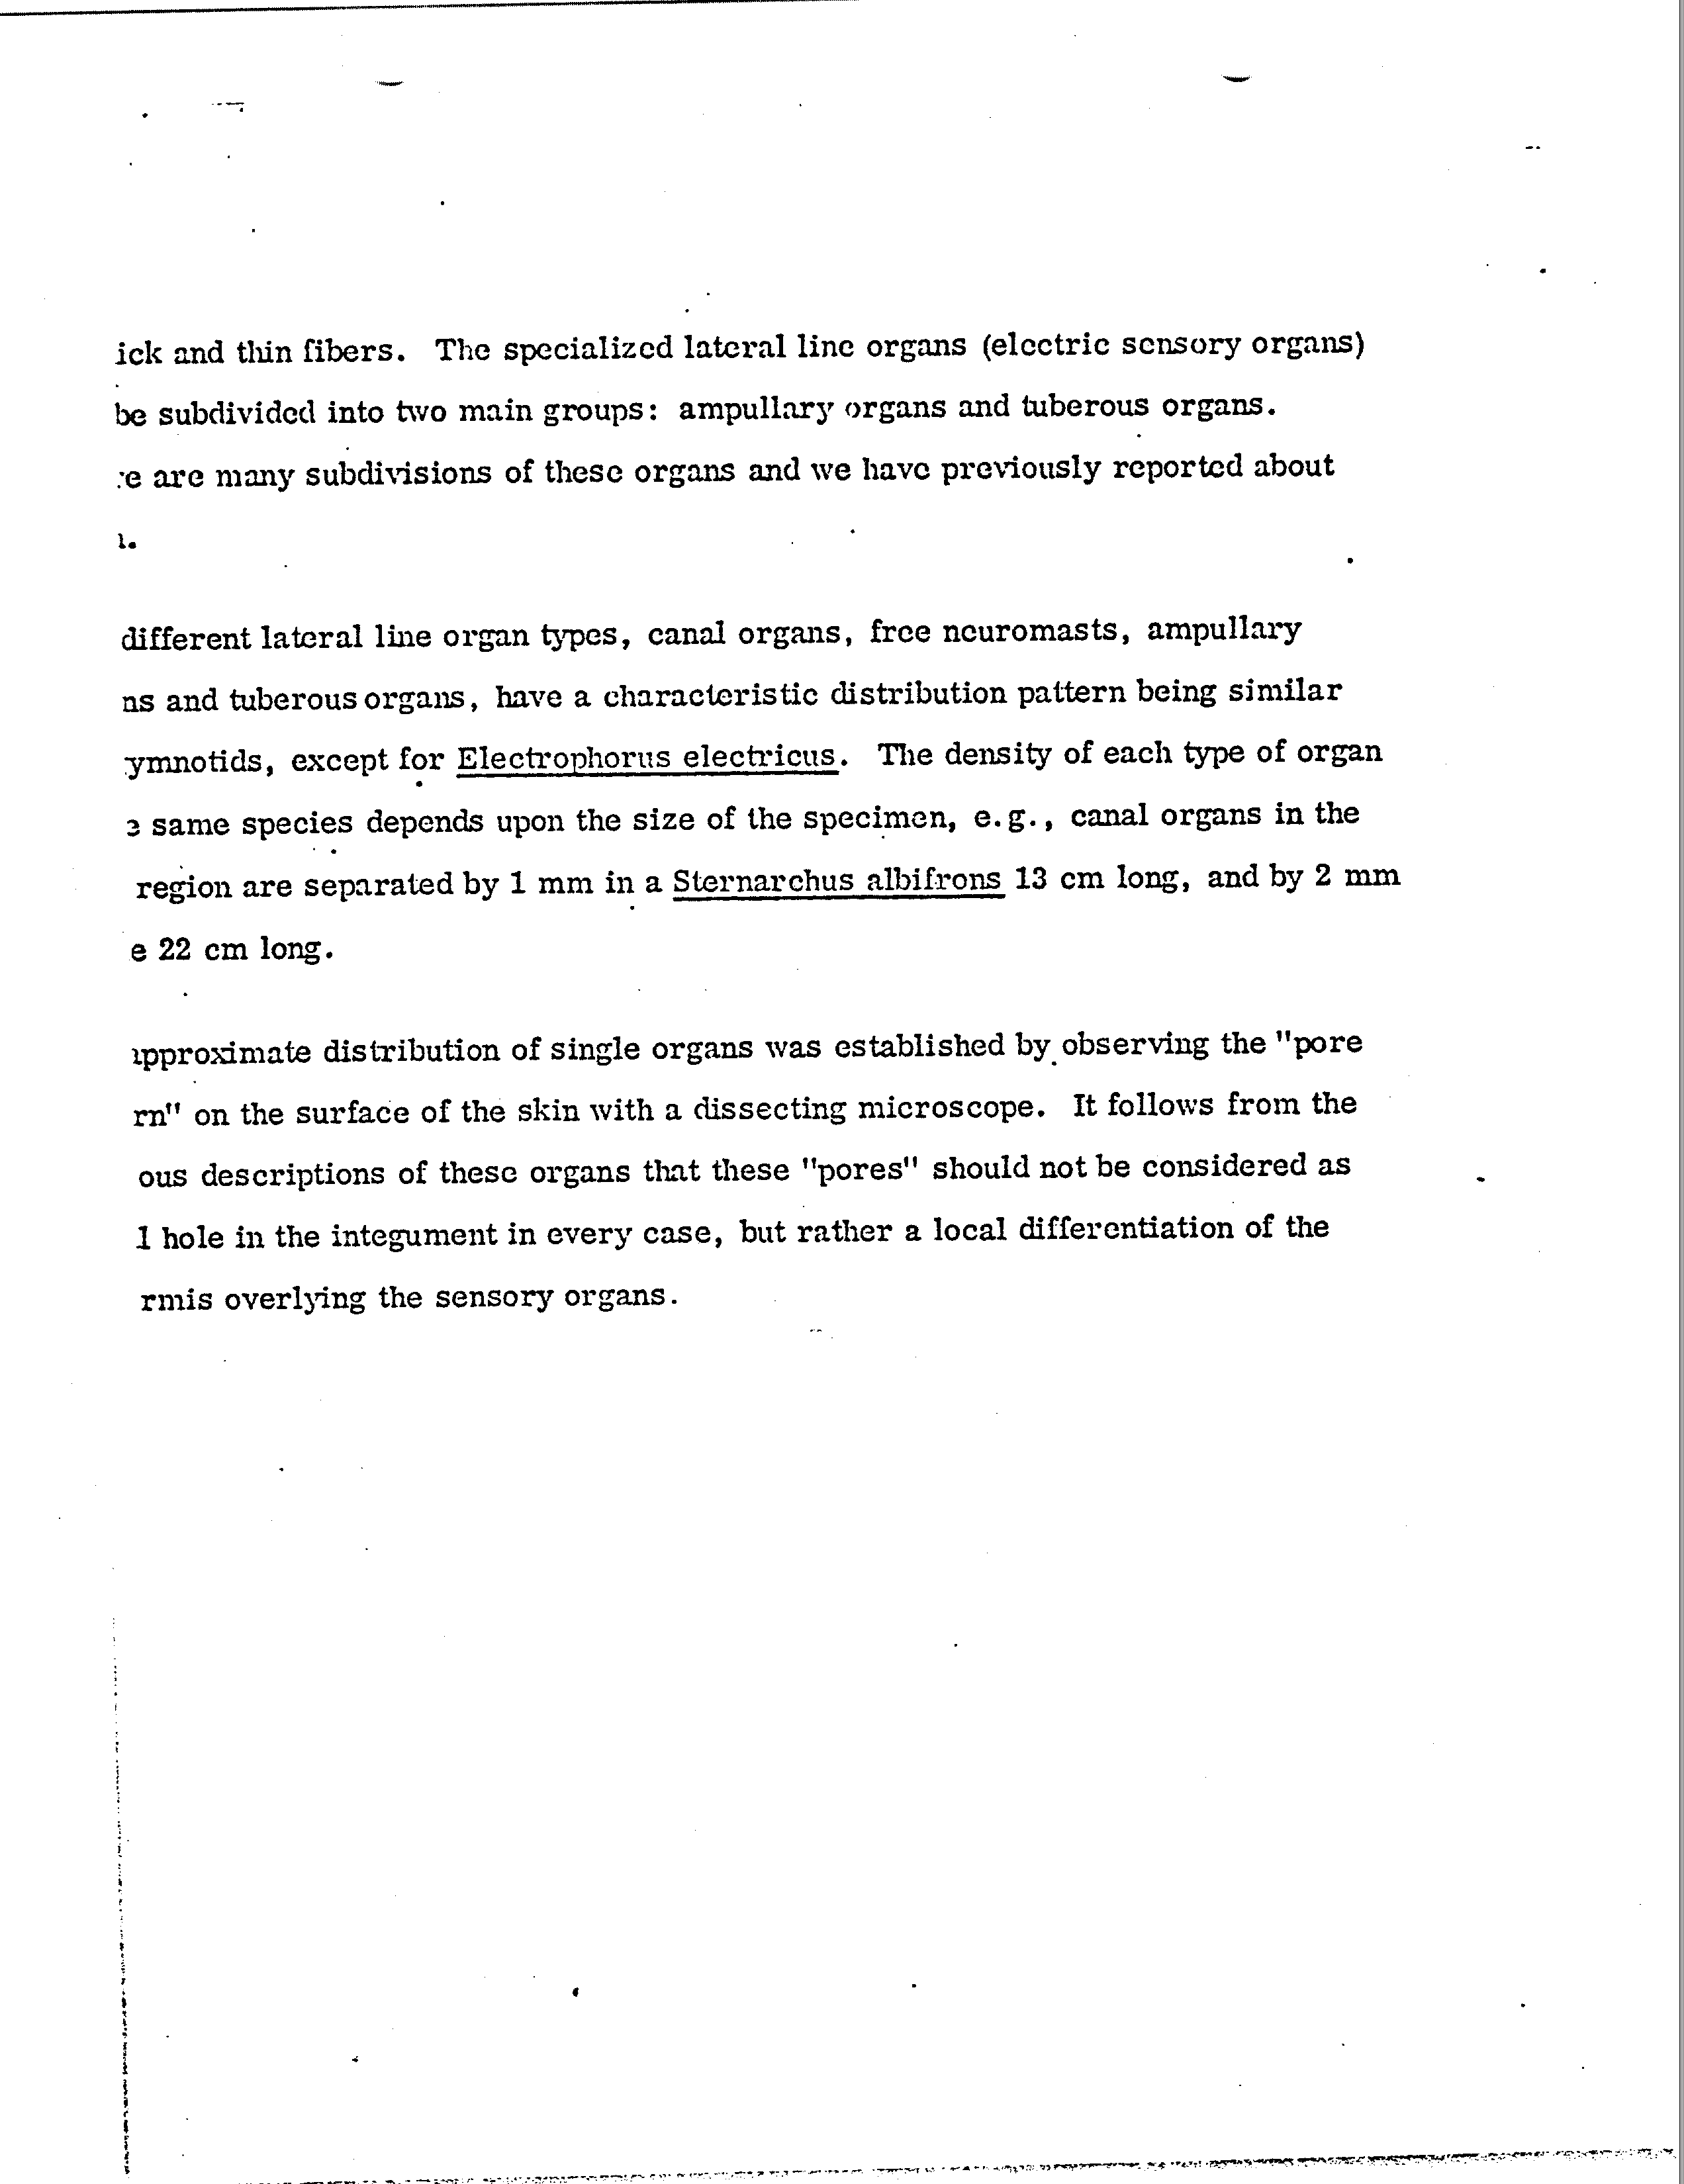 ick and thin fibers. The specialized lateral line organs (electric sensory organs)
be subdivided into two main groups: ampullary organs and tuberous organs.
e are many subdivisions of these organs and we have previously reported about
different lateral line organ types, canal organs, free neuromasts, ampullary
ns and tuberous organs, have a characteristic distribution pattern being similar
ymnotids, except for Electrophorus electricus. The density of each type of organ
same species depends upon the size of the specimen, e.g., canal organs in the
region are separated by 1 mm in a Sternarchus albifrons 13 cm long, and by 2 mm
e 22 cm long.
pproximate distribution of single organs was established by observing the "pore
rn" on the surface of the skin with a dissecting microscope. It follows from the
ous descriptions of these organs that these "pores" should not be considered as
l hole in the integument in every case, but rather a local differentiation of the
rmis overlying the sensory organs.